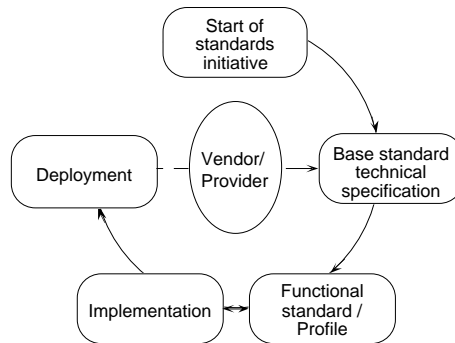 Start of
standards
initiative
Deployment
Vendor/
Provider
Base standard
technical
specification
Implementation
Functional
standard /
Profile